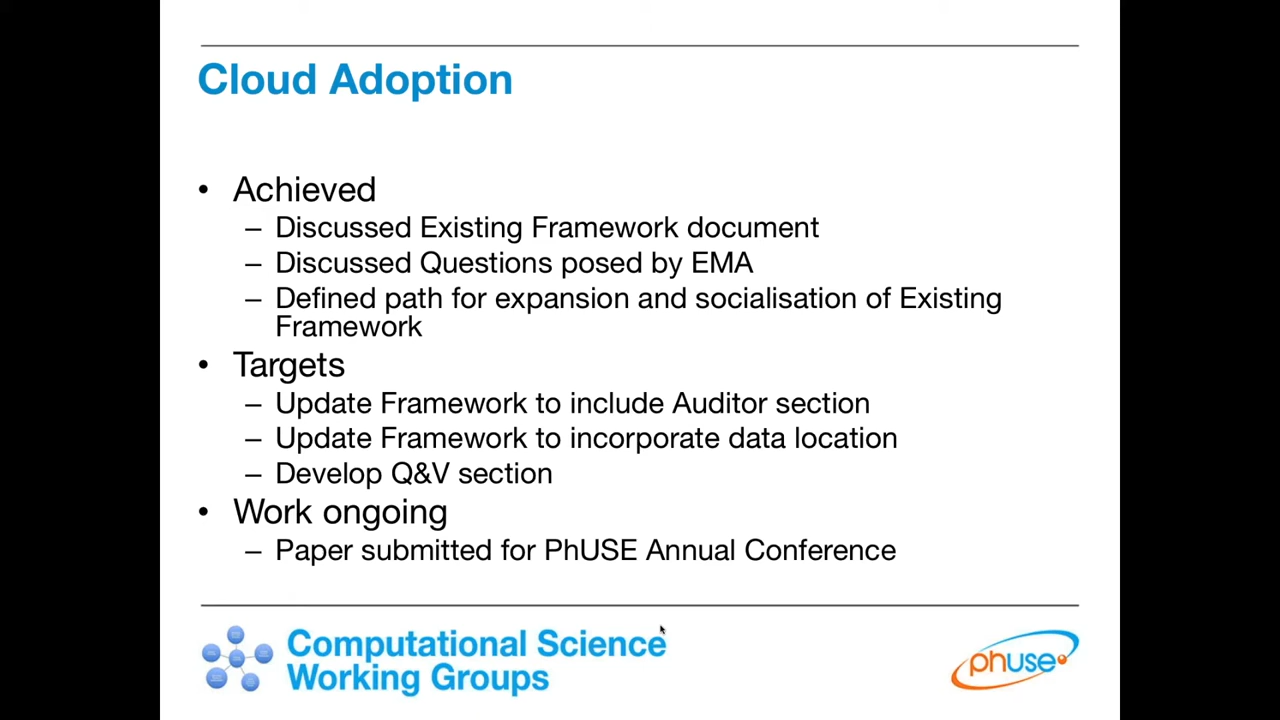 Cloud Adoption
• Achieved
– Discussed Existing Framework document
– Discussed Questions posed by EMA
– Defined path for expansion and socialisation of Existing
Framework
• Targets
– Update Framework to include Auditor section
– Update Framework to incorporate data location
– Develop Q&V section
• Work ongoing
– Paper submitted for PhUSE Annual Conference
Computational Science
Working Groups
phuse